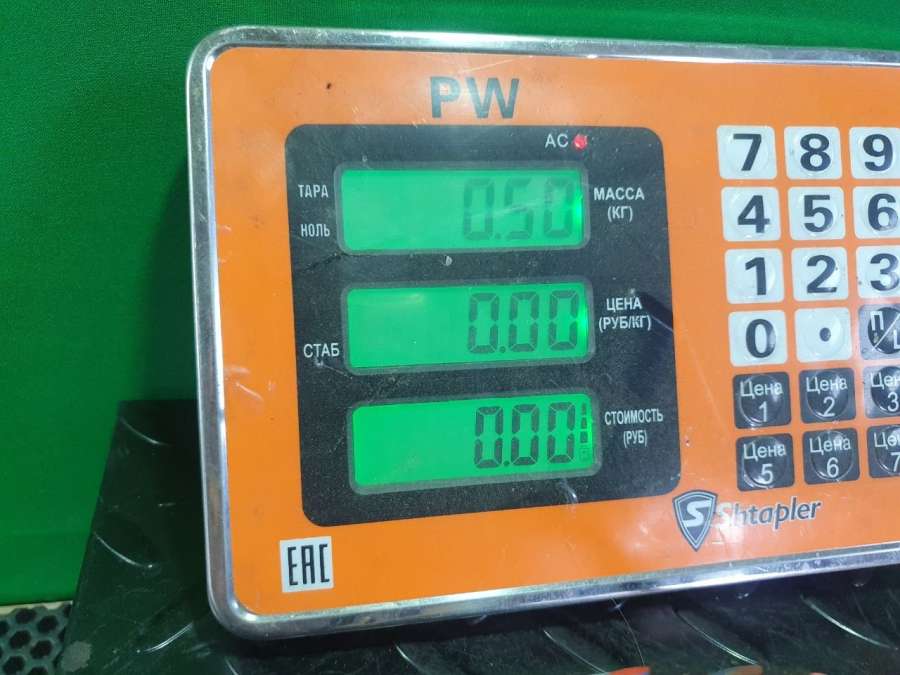 PW
AC
ТАРА
НОЛЬ
0.50
МАССА
(КГ)
СТАБ
0.00
ЦЕНА
(РУБ/КГ)
0.00
СТОИМОСТЬ
(РУБ)
7 8 9
4 5 6
1 2 3
0 .
Цена 1
Цена 2
Цена 5
Цена 6
Shtapler
EAC